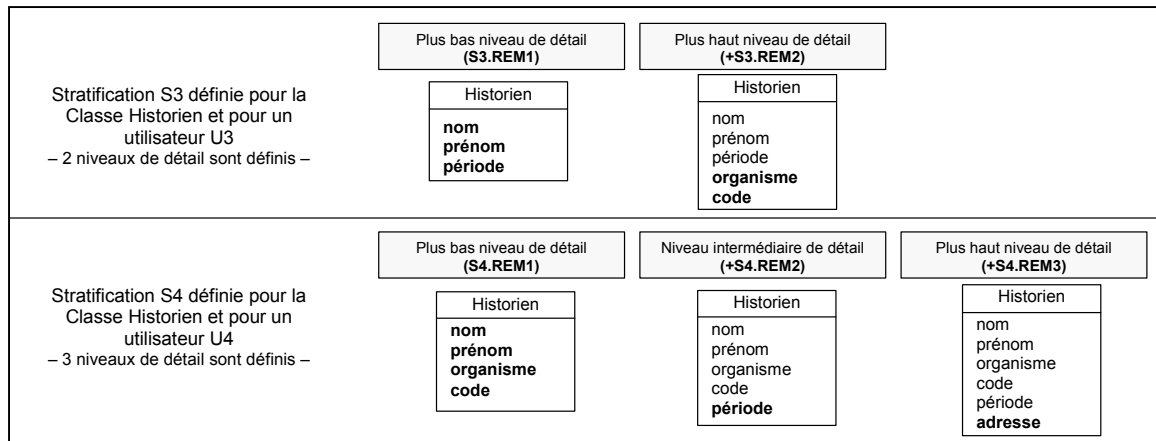 Stratification S3 définie pour la
Classe Historien et pour un
utilisateur U3
– 2 niveaux de détail sont définis –
Plus bas niveau de détail
(S3.REM1)
Historien
nom
prénom
période
Plus haut niveau de détail
(+S3.REM2)
Historien
nom
prénom
période
organisme
code
Stratification S4 définie pour la
Classe Historien et pour un
utilisateur U4
– 3 niveaux de détail sont définis –
Plus bas niveau de détail
(S4.REM1)
Historien
nom
prénom
organisme
code
Niveau intermédiaire de détail
(+S4.REM2)
Historien
nom
prénom
organisme
code
période
Plus haut niveau de détail
(+S4.REM3)
Historien
nom
prénom
organisme
code
période
adresse